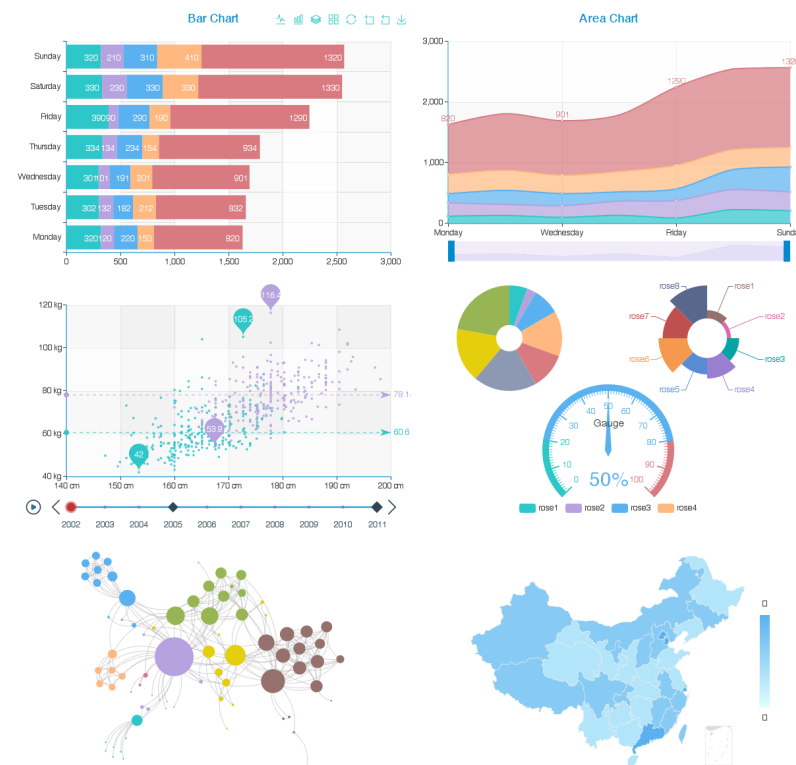 Bar Chart
Sunday 320 210 310 410 1320
Saturday 330 230 330 330 1330
Friday 390 90 290 190 1290
Thursday 334 134 234 154 934
Wednesday 301 101 191 201 901
Tuesday 302 132 182 212 832
Monday 320 120 220 150 820
0 500 1,000 1,500 2,000 2,500 3,000
Area Chart
3,000
2,000
1,000
0
820 901 1290
Monday Wednesday Friday
120 kg
100 kg
80 kg
60 kg
40 kg
105.2
53.9
42
60.6
140 cm 150 cm 160 cm 170 cm 180 cm 190 cm 200 cm
2002 2003 2004 2005 2006 2007 2008 2009 2010 2011
rose8 rose1
rose7 rose2
rose6 rose3
rose5 rose4
0 10 20 30 40 50 60 70 80 90 100
Gauge
50%
rose1 rose2 rose3 rose4